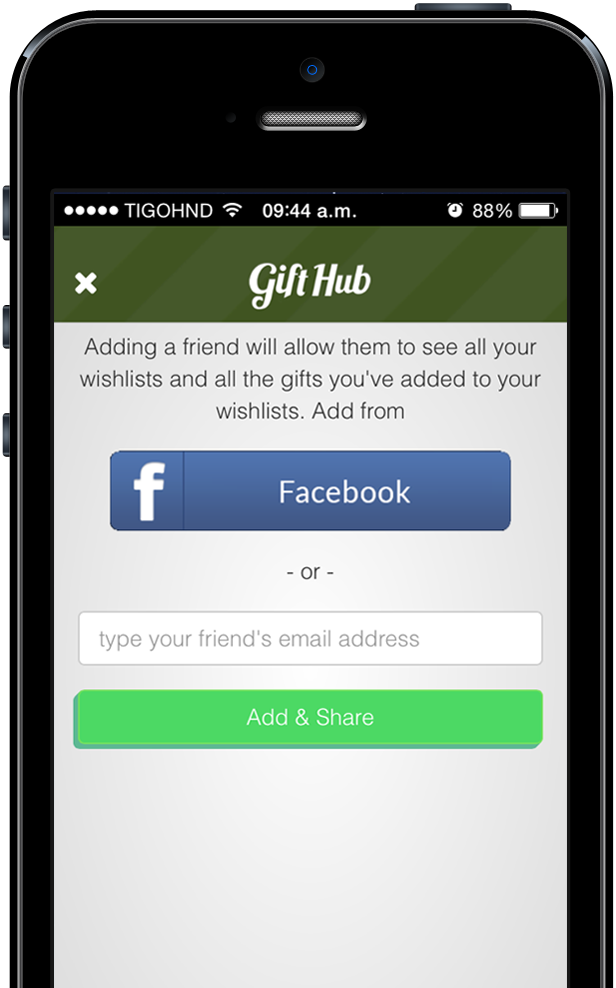 TIGOHND 09:44 a.m. 88%
Gift Hub
Adding a friend will allow them to see all your
wishlists and all the gifts you've added to your
wishlists. Add from
f Facebook
- or -
type your friend's email address
Add & Share